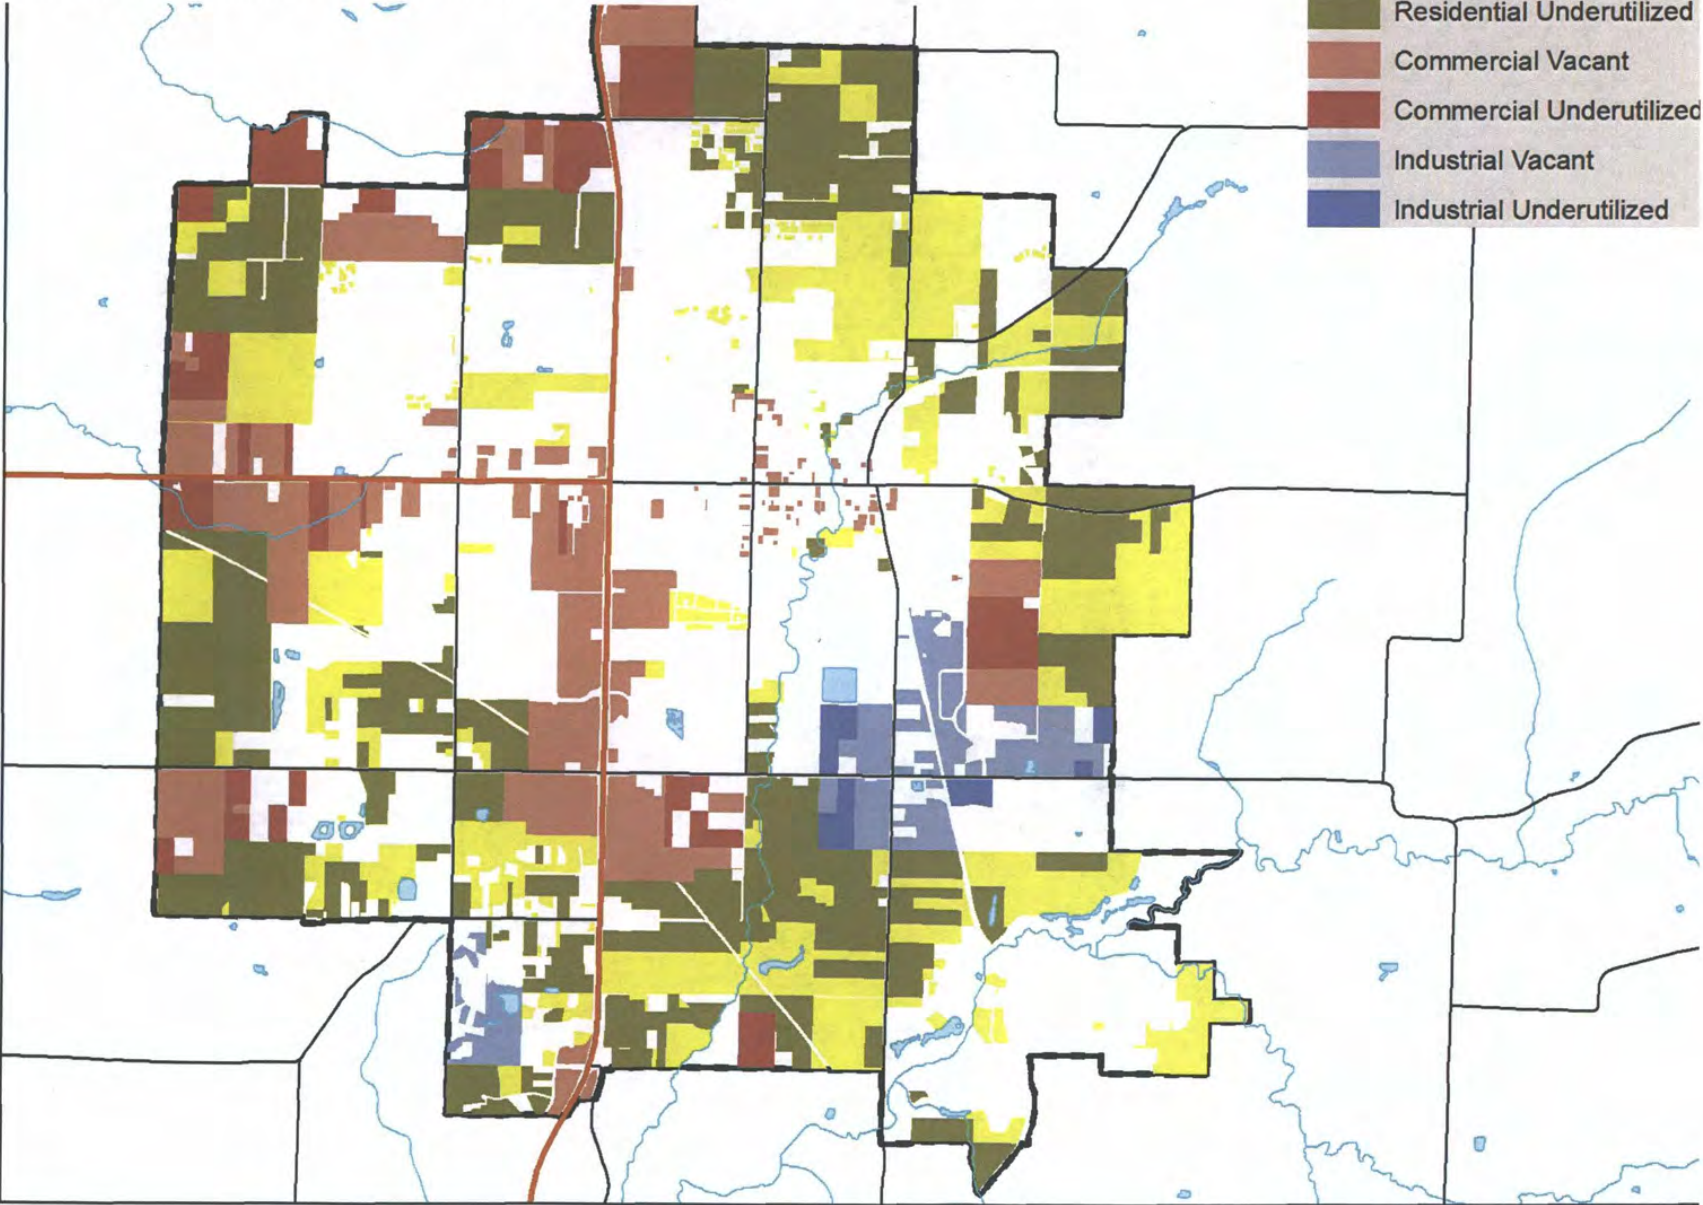 Residential Underutilized
Commercial Vacant
Commercial Underutilized
Industrial Vacant
Industrial Underutilized